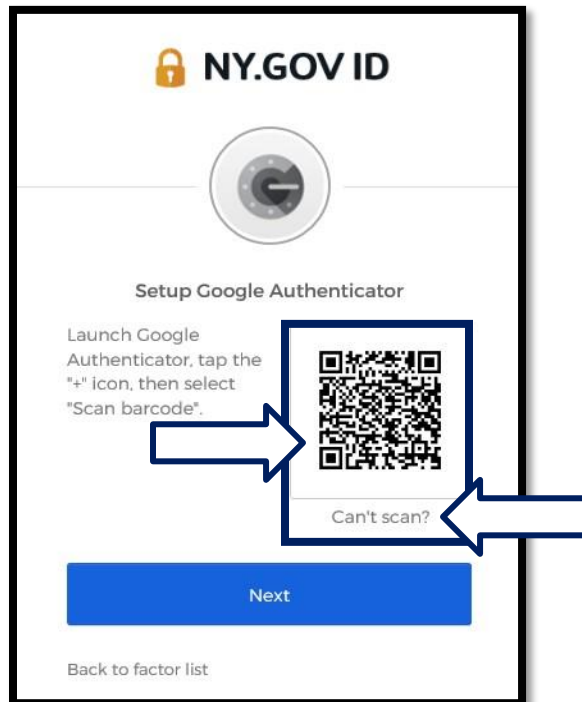 NY.GOV ID
Setup Google Authenticator
Launch Google
Authenticator, tap the
"+" icon, then select
"Scan barcode".
Can't scan?
Next
Back to factor list